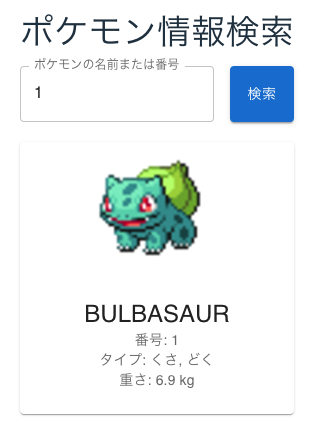 ポケモン情報検索
ポケモンの名前または番号
1
検索
BULBASAUR
番号: 1
タイプ: くさ, どく
重さ: 6.9 kg